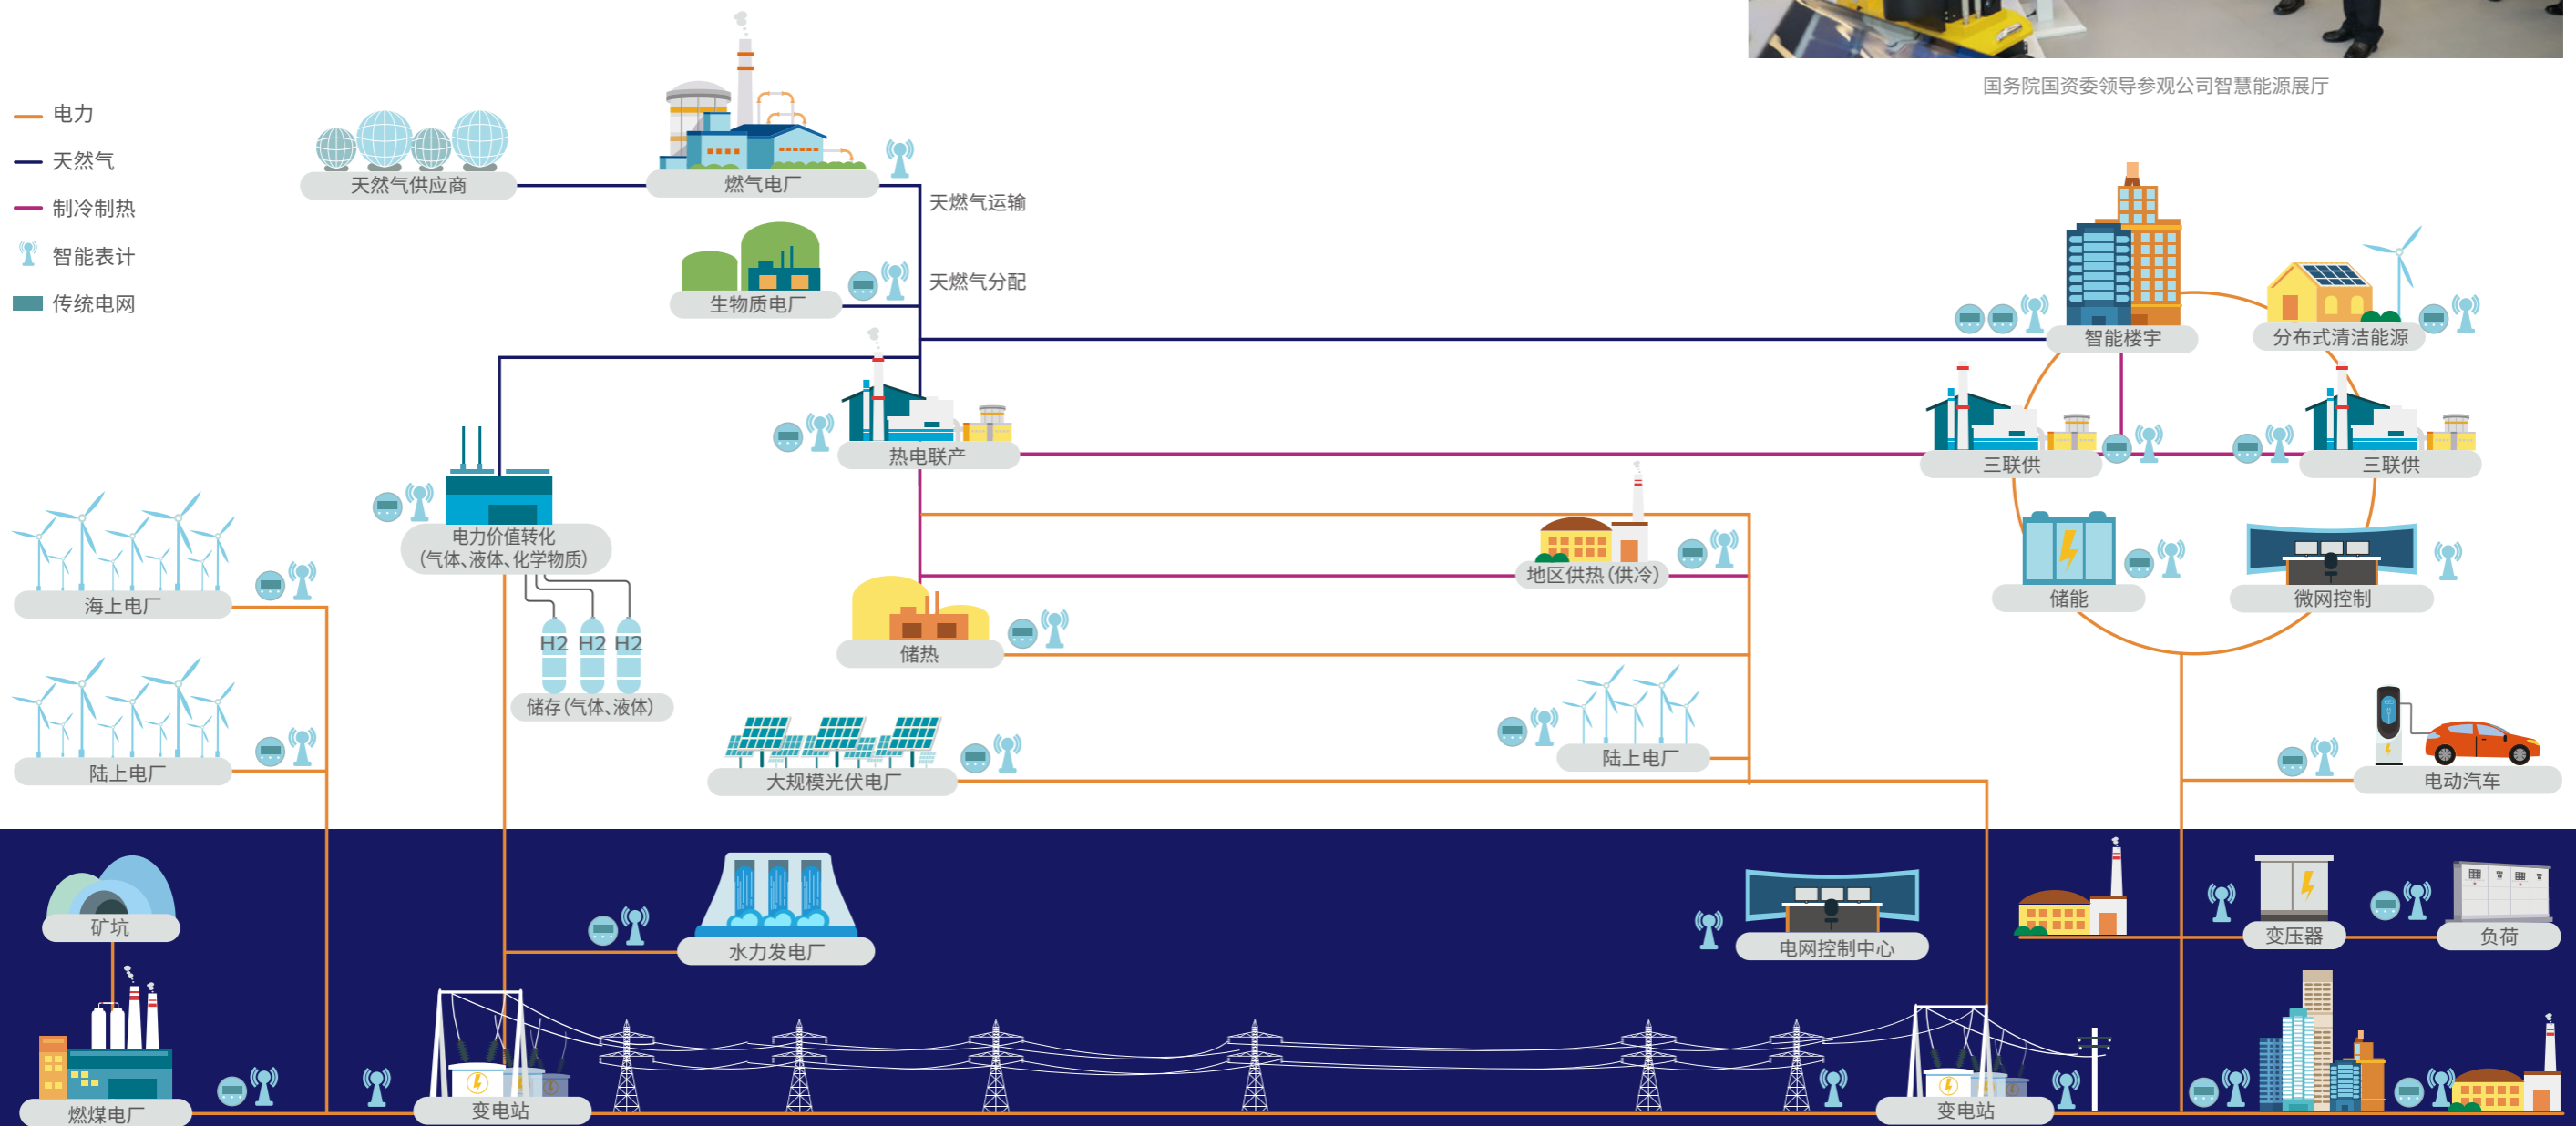 国务院国资委领导参观公司智慧能源展厅
电力
天然气
制冷制热
智能表计
传统电网
天然气供应商
燃气电厂
天燃气运输
生物质电厂
天燃气分配
智能楼宇
分布式清洁能源
热电联产
三联供
三联供
电力价值转化
(气体、液体、化学物质)
地区供热(供冷)
海上电厂
储能
微网控制
H2 H2 H2
储热
储存(气体、液体)
陆上电厂
陆上电厂
大规模光伏电厂
电动汽车
矿坑
水力发电厂
电网控制中心
变压器
负荷
燃煤电厂
变电站
变电站